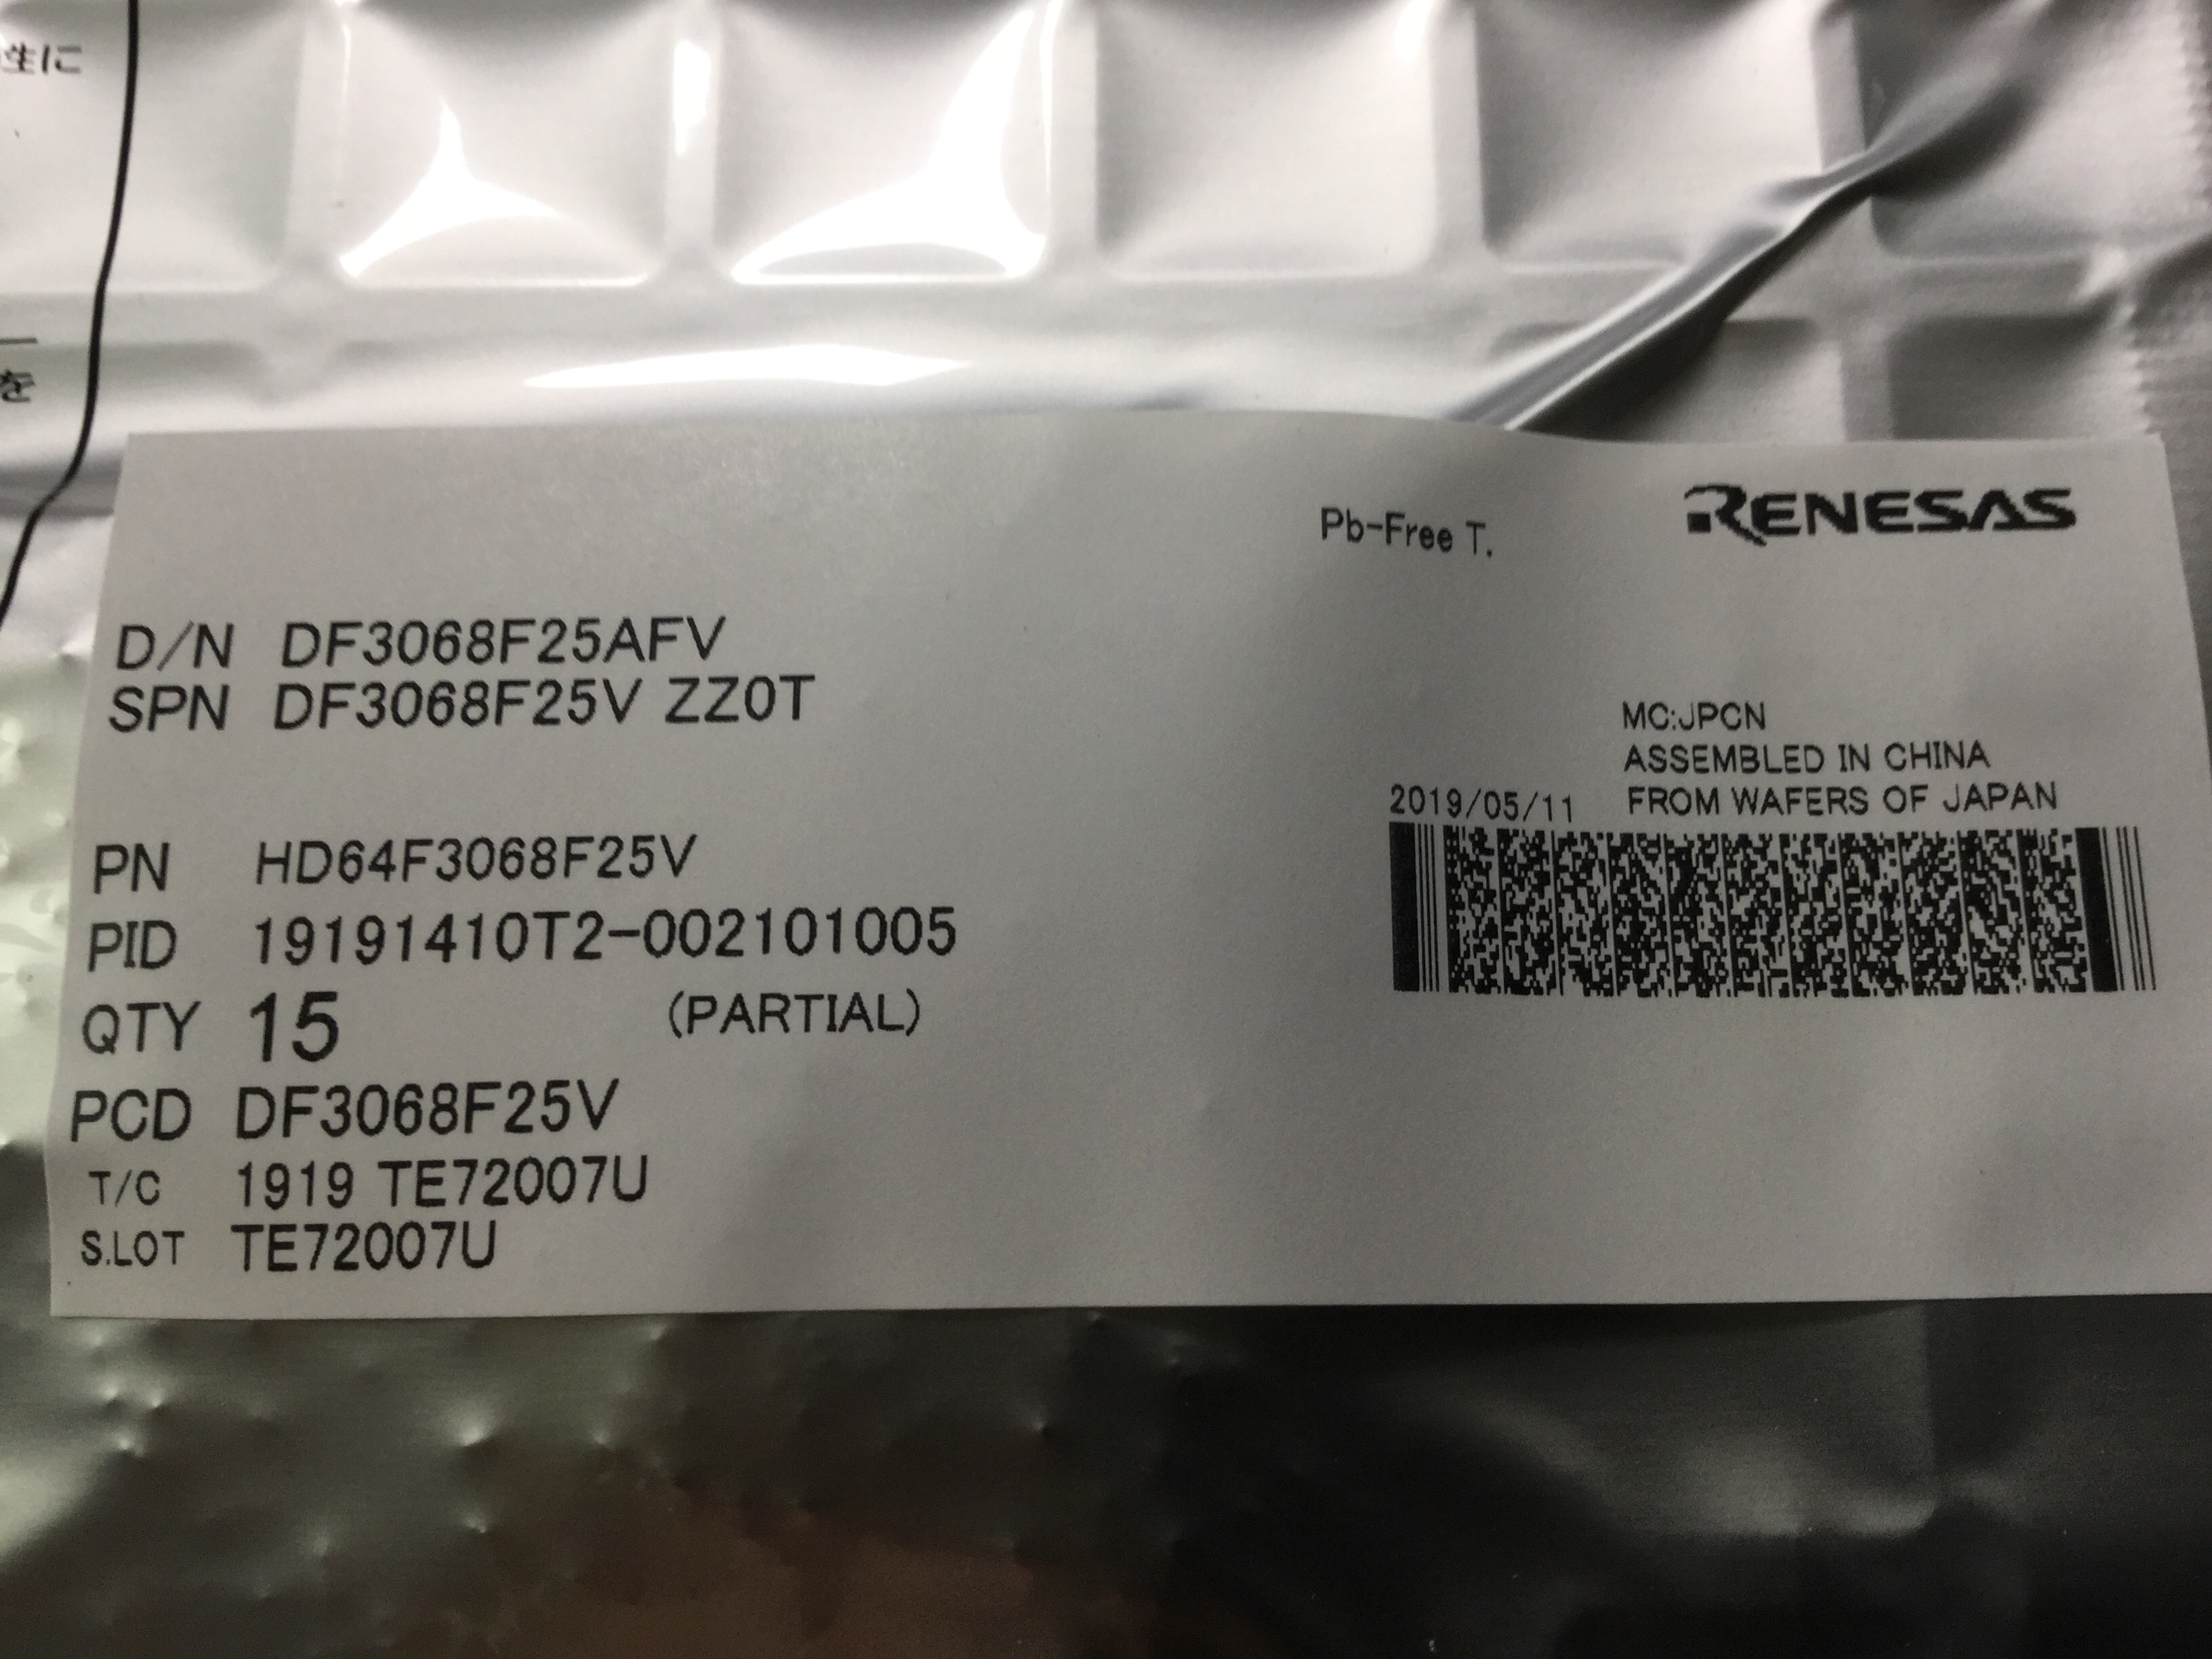 生に
を
Pb-Free T.
RENESAS
D/N DF3068F25AFV
SPN DF3068F25V ZZ0T
MC:JPCN
ASSEMBLED IN CHINA
2019/05/11 FROM WAFERS OF JAPAN
PN HD64F3068F25V
PID 19191410T2-002101005
QTY 15 (PARTIAL)
PCD DF3068F25V
T/C 1919 TE72007U
S.LOT TE72007U